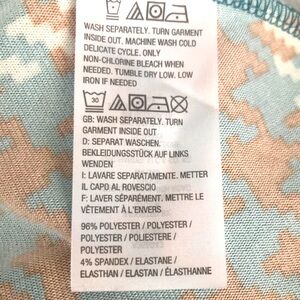 WASH SEPARATELY. TURN GARMENT
INSIDE OUT. MACHINE WASH COLD
DELICATE CYCLE. ONLY
NON-CHLORINE BLEACH WHEN
NEEDED. TUMBLE DRY LOW. LOW
IRON IF NEEDED
30
GB: WASH SEPARATELY. TURN
GARMENT INSIDE OUT
D: SEPARAT WASCHEN.
BEKLEIDUNGSSTÜCK AUF LINKS
WENDEN
I: LAVARE SEPARATAMENTE. METTER
IL CAPO AL ROVESCIO
F: LAVER SÉPARÉMENT. METTRE LE
VÊTEMENT À L'ENVERS
96% POLYESTER / POLYESTER /
POLYESTER / POLIESTERE /
POLYESTER
4% SPANDEX / ELASTANE /
ELASTHAN / ELASTAN / ÉLASTHANNE